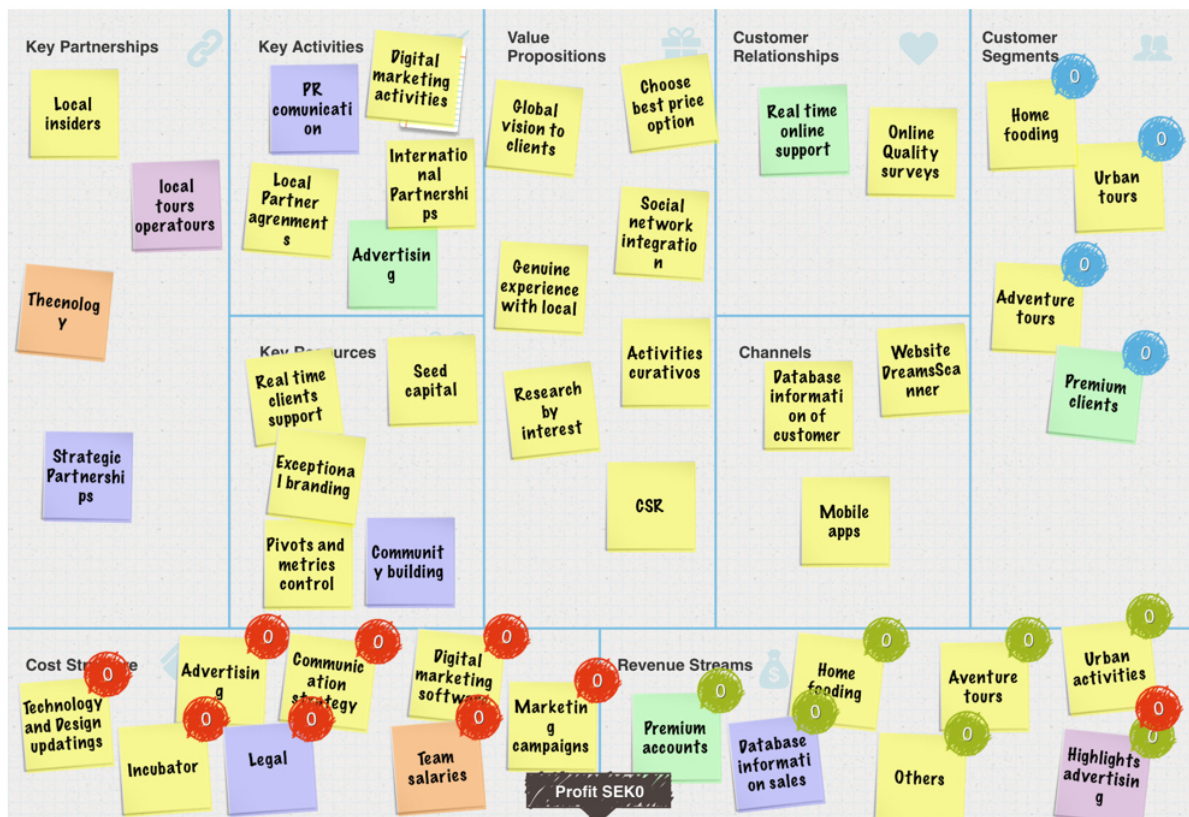 Key Partnerships
Local
insiders
local
tours
operatours
Thecnolog
y
Strategic
Partnershi
ps
Key Activities
PR
comunicati
on
Digital
marketing
activities
Local
Partner
agrenment
s
Internatio
nal
Partnershi
ps
Advertisin
g
Key Resources
Real time
clients
support
Seed
capital
Exceptiona
l branding
Pivots and
metrics
control
Communit
y building
Value
Propositions
Global
vision to
clients
Choose
best price
option
Social
network
integratio
n
Genuine
experience
with local
Activities
curativos
Research
by
interest
CSR
Customer
Relationships
Real time
online
support
Online
Quality
surveys
Channels
Database
informati
on of
customer
Website
DreamsSca
nner
Mobile
apps
Customer
Segments
0
Home
fooding
0
Urban
tours
0
Adventure
tours
0
Premium
clients
Cost Structure
0
Technology
and Design
updatings
0
Advertisin
g
0
Incubator
0
Communic
ation
strategy
0
Legal
0
Digital
marketing
software
0
Team
salaries
0
Marketin
g
campaigns
Revenue Streams
0
Premium
accounts
0
Database
informati
on sales
0
Home
fooding
0
Others
0
Aventure
tours
0
Urban
activities
0
0
Highlights
advertisin
g
Profit SEK0